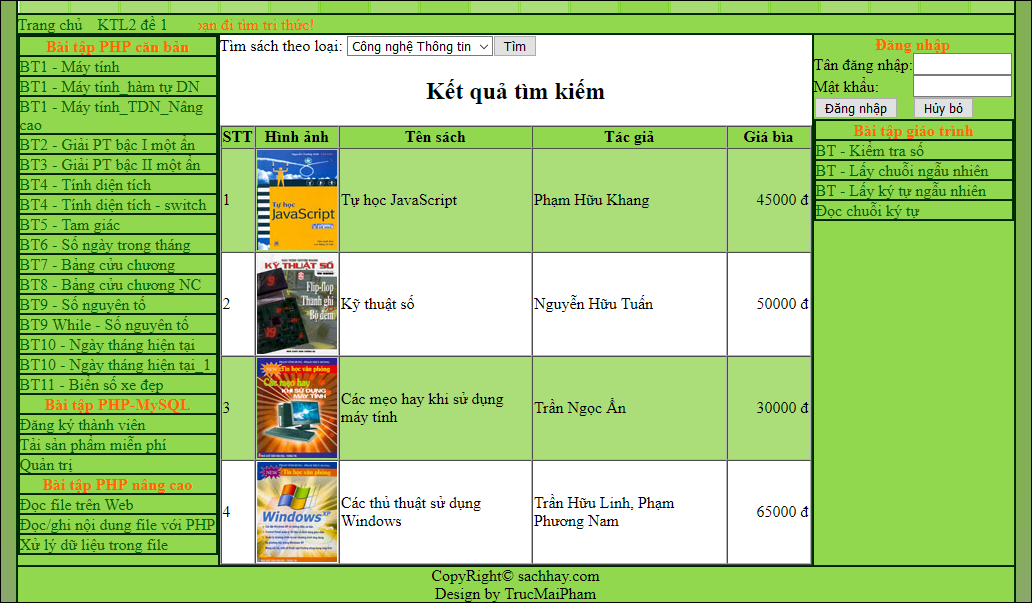 Trang chủ KTL2 đề 1 bạn đi tìm tri thức!
Bài tập PHP căn bản
BT1 - Máy tính
BT1 - Máy tính_hàm tự DN
BT1 - Máy tính_TDN_Nâng
cao
BT2 - Giải PT bậc I một ẩn
BT3 - Giải PT bậc II một ẩn
BT4 - Tính diện tích
BT4 - Tính diện tích - switch
BT5 - Tam giác
BT6 - Số ngày trong tháng
BT7 - Bảng cửu chương
BT8 - Bảng cửu chương NC
BT9 - Số nguyên tố
BT9 While - Số nguyên tố
BT10 - Ngày tháng hiện tại
BT10 - Ngày tháng hiện tại_1
BT11 - Biển số xe đẹp
Bài tập PHP-MySQL
Đăng ký thành viên
Tải sản phẩm miễn phí
Quản trị
Bài tập PHP nâng cao
Đọc file trên Web
Đọc/ghi nội dung file với PHP
Xử lý dữ liệu trong file
Tìm sách theo loại: Công nghệ Thông tin Tìm
Kết quả tìm kiếm
STT Hình ảnh Tên sách Tác giả Giá bìa
1 Tự học JavaScript Phạm Hữu Khang 45000 đ
Tự học
JavaScript
2 Kỹ thuật số Nguyễn Hữu Tuấn 50000 đ
KỸ THUẬT SỐ
Flip-flop
Thanh ghi
Bộ đếm
3 Các mẹo hay khi sử dụng
máy tính Trần Ngọc Ấn 30000 đ
NEW Tin học văn phòng
Các mẹo hay
KHI SỬ DỤNG
MÁY TÍNH
4 Các thủ thuật sử dụng
Windows Trần Hữu Linh, Phạm
Phương Nam 65000 đ
NEW Tin học văn phòng
Windows XP
Đăng nhập
Tân đăng nhập:
Mật khẩu:
Đăng nhập Hủy bỏ
Bài tập giáo trình
BT - Kiểm tra số
BT - Lấy chuỗi ngẫu nhiên
BT - Lấy ký tự ngẫu nhiên
Đọc chuỗi ký tự
CopyRight© sachhay.com
Design by TrucMaiPham